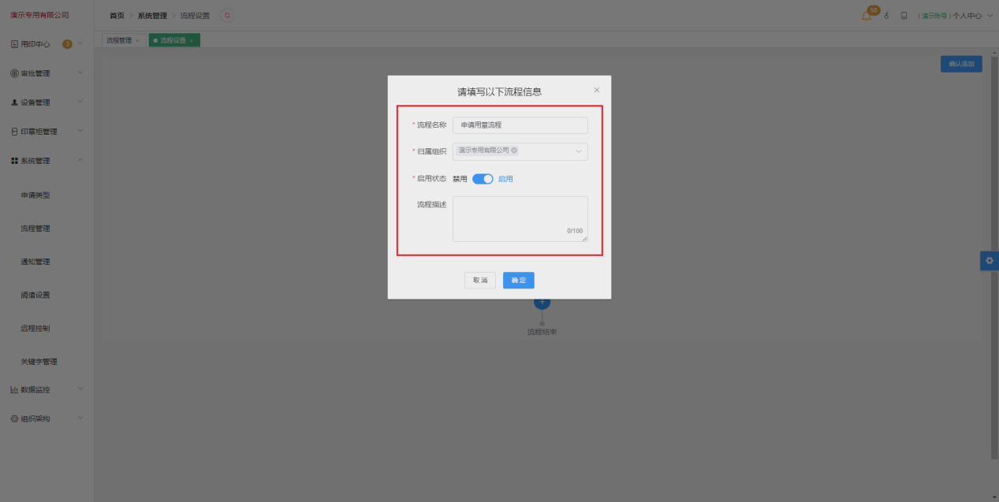 演示专用有限公司
首页 系统管理 流程设置
58
(演示账号)个人中心
用印中心 3
审批管理
设备管理
印章柜管理
系统管理
申请类型
流程管理
通知管理
阈值设置
远程控制
关键字管理
数据监控
组织架构
流程管理 ×
流程设置 ×
确认添加
请填写以下流程信息
* 流程名称 申请用章流程
* 归属组织 演示专用有限公司
* 启用状态 禁用 启用
流程描述
0/100
取消 确定
流程结束